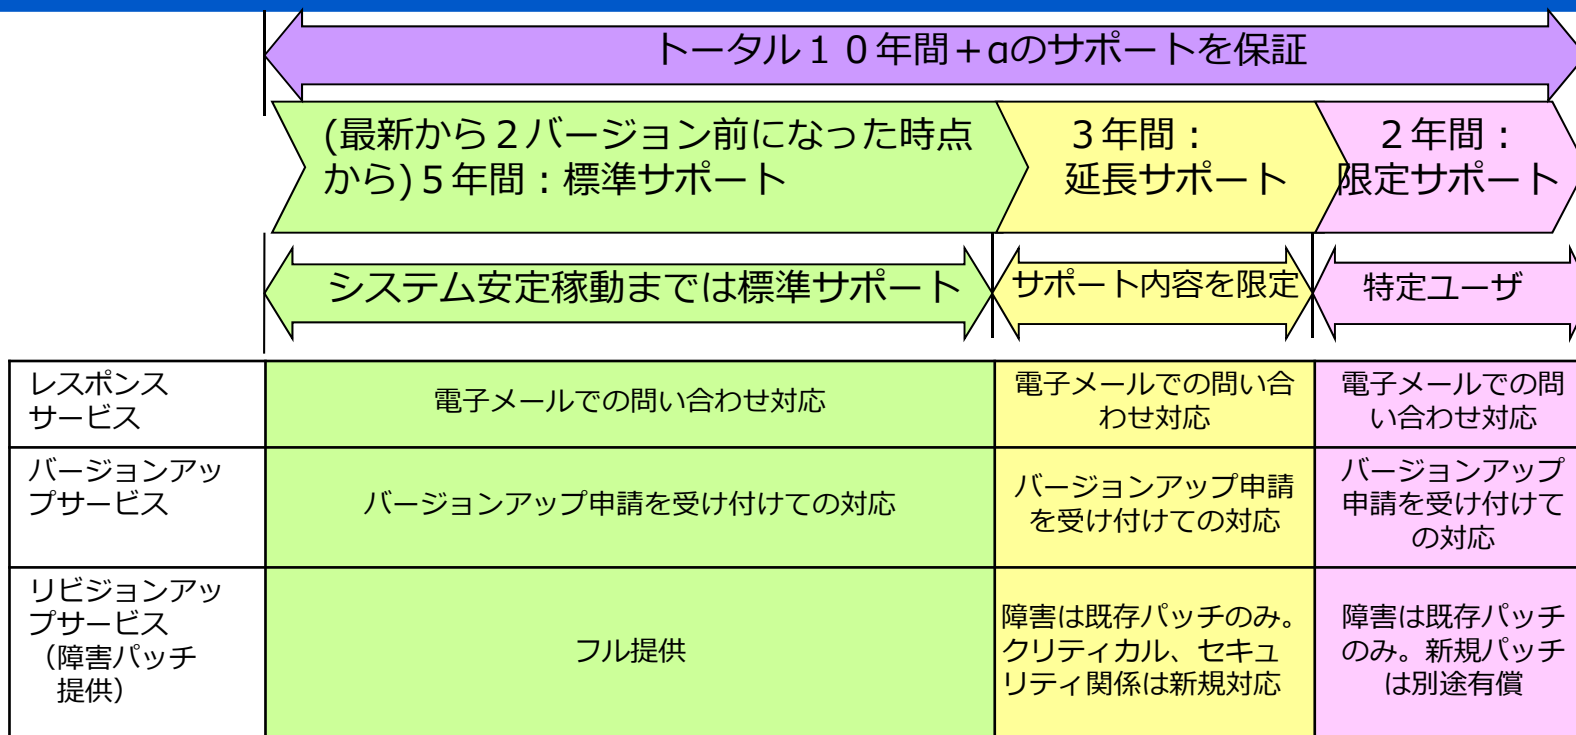 トータル１０年間＋αのサポートを保証
(最新から２バージョン前になった時点
から)５年間：標準サポート
３年間：
延長サポート
２年間：
限定サポート
システム安定稼動までは標準サポート
サポート内容を限定
特定ユーザ
レスポンス
サービス
電子メールでの問い合わせ対応
電子メールでの問い合
わせ対応
電子メールでの問
い合わせ対応
バージョンアッ
プサービス
バージョンアップ申請を受け付けての対応
バージョンアップ申請
を受け付けての対応
バージョンアップ
申請を受け付けて
の対応
リビジョンアッ
プサービス
（障害パッチ
提供）
フル提供
障害は既存パッチのみ。
クリティカル、セキュ
リティ関係は新規対応
障害は既存パッチ
のみ。新規パッチ
は別途有償